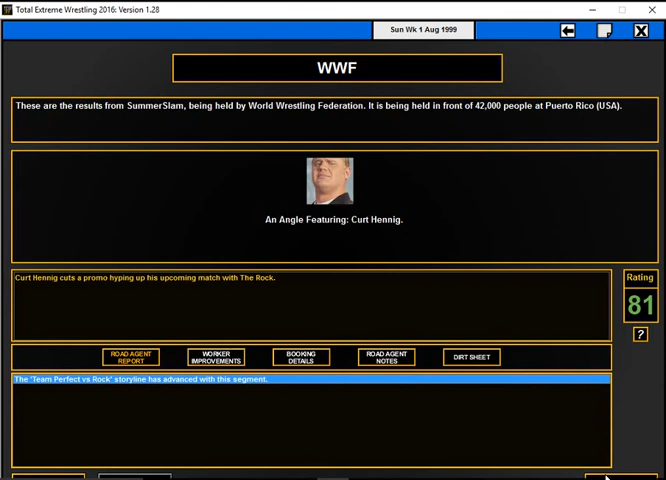 Total Extreme Wrestling 2016: Version 1.28
Sun Wk 1 Aug 1999
WWF
These are the results from SummerSlam, being held by World Wrestling Federation. It is being held in front of 42,000 people at Puerto Rico (USA).
An Angle Featuring: Curt Hennig.
Curt Hennig cuts a promo hyping up his upcoming match with The Rock.
Rating
81
?
ROAD AGENT REPORT
WORKER IMPROVEMENTS
BOOKING DETAILS
ROAD AGENT NOTES
DIRT SHEET
The 'Team Perfect vs Rock' storyline has advanced with this segment.